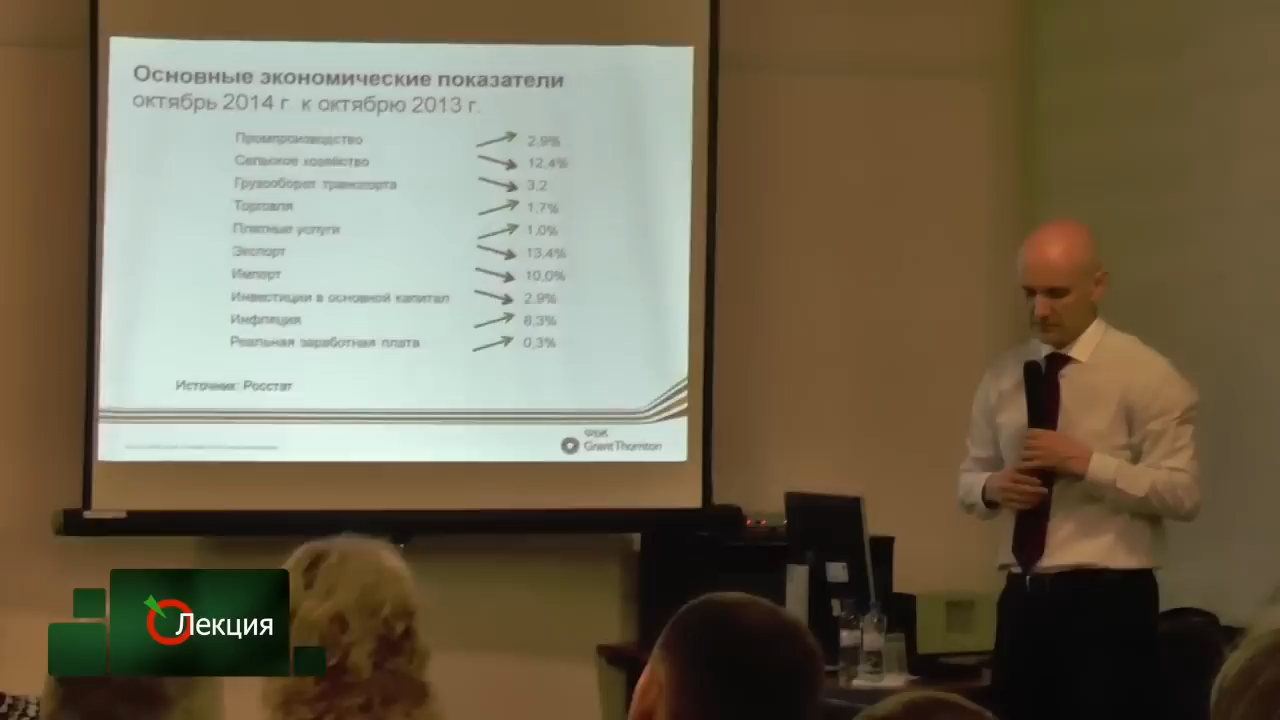 Основные экономические показатели
октябрь 2014 г. к октябрю 2013 г.
Промпроизводство 2,9%
Сельское хозяйство 12,4%
Грузооборот транспорта 3,2
Торговля 1,7%
Платные услуги 1,0%
Экспорт 13,4%
Импорт 10,0%
Инвестиции в основной капитал 2,9%
Инфляция 8,3%
Реальная заработная плата 0,3%
Источник: Росстат
ФБК
Grant Thornton
Лекция